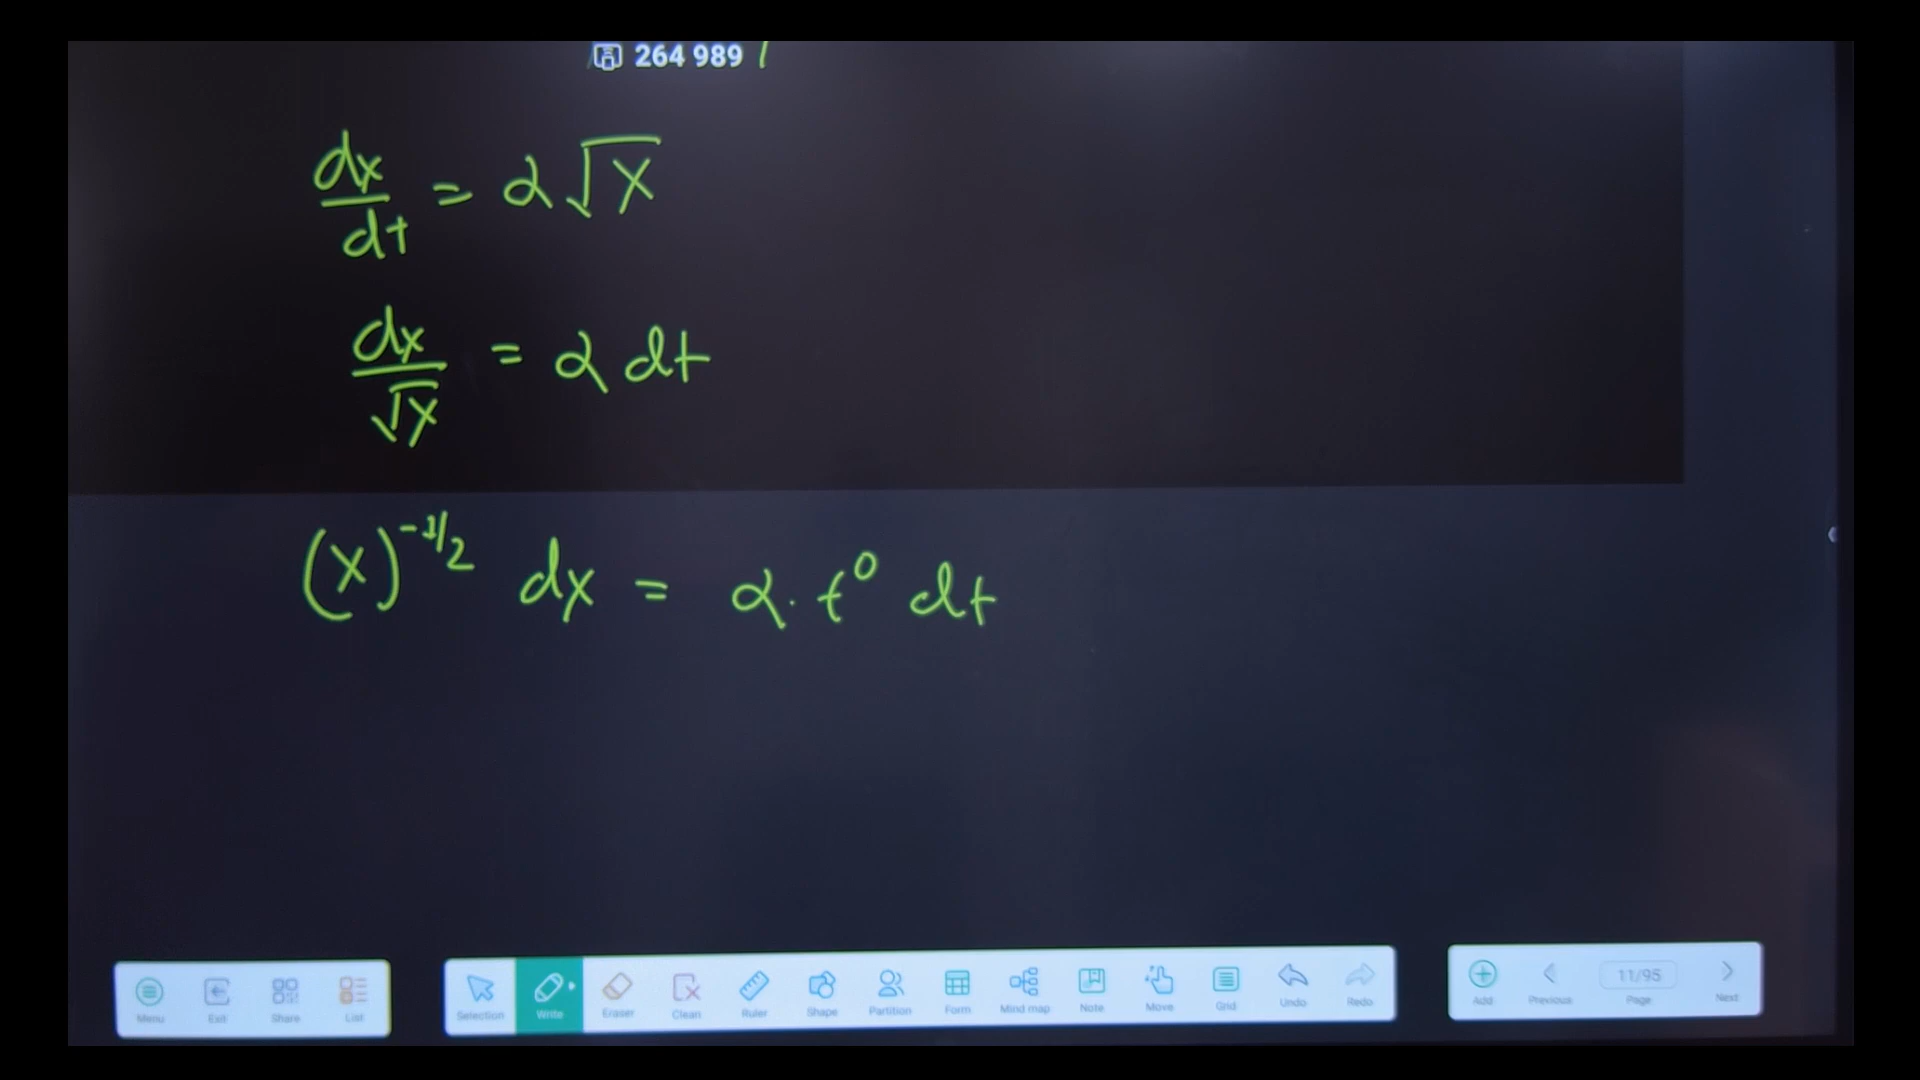 264 989
dx/dt = α√x
dx/√x = α dt
(x)^-1/2 dx = α. t^0 dt
Menu Exit Share List
Selection Write Eraser Clean Ruler Shape Partition Form Mind map Note Move Grid Undo Redo
Add Previous 11/95 Page Next